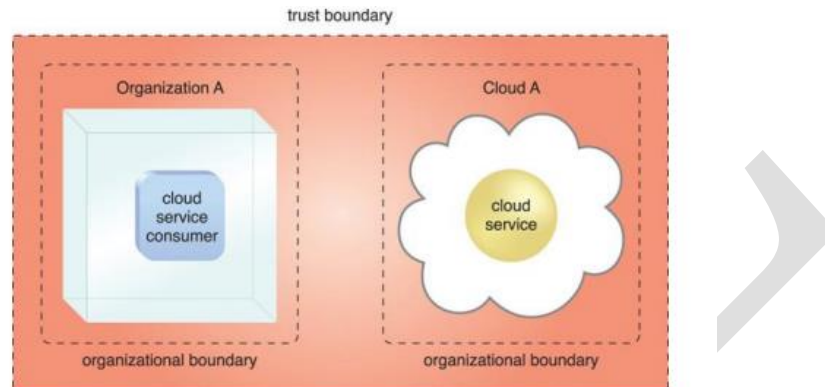 trust boundary
Organization A
Cloud A
cloud
service
consumer
cloud
service
organizational boundary
organizational boundary